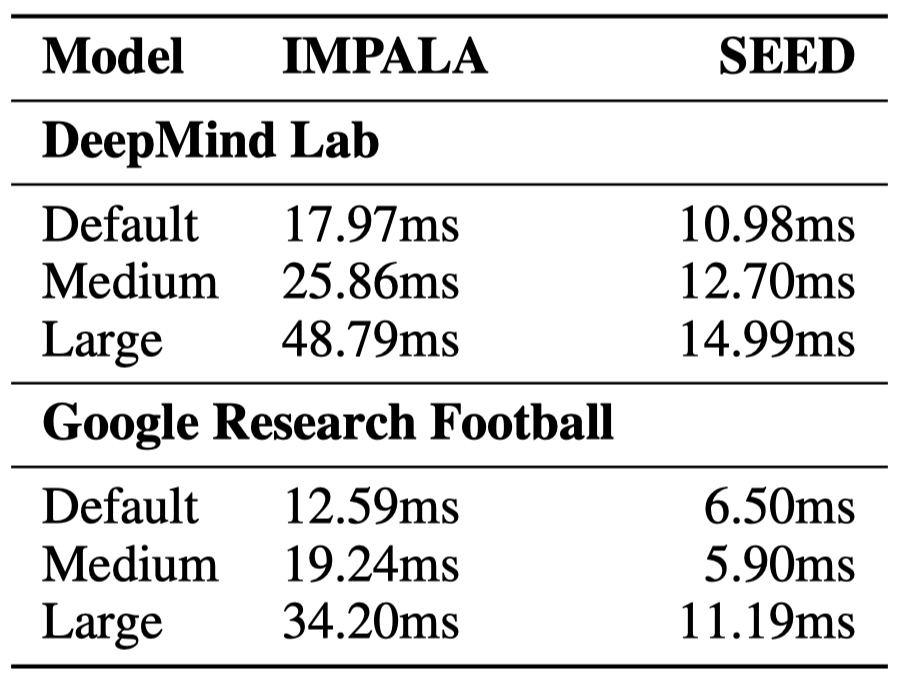 Model IMPALA SEED
DeepMind Lab
Default 17.97ms 10.98ms
Medium 25.86ms 12.70ms
Large 48.79ms 14.99ms
Google Research Football
Default 12.59ms 6.50ms
Medium 19.24ms 5.90ms
Large 34.20ms 11.19ms